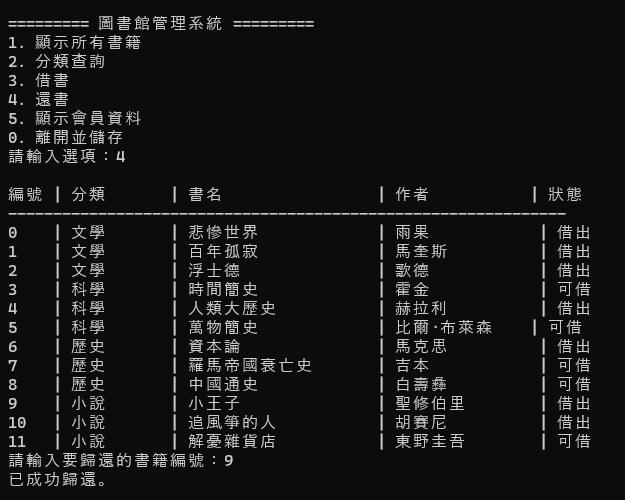 ========= 圖書館管理系統 =========
1. 顯示所有書籍
2. 分類查詢
3. 借書
4. 還書
5. 顯示會員資料
0. 離開並儲存
請輸入選項：4
編號 | 分類 | 書名 | 作者 | 狀態
--------------------------------------------------------------
0 | 文學 | 悲慘世界 | 雨果 | 借出
1 | 文學 | 百年孤寂 | 馬奎斯 | 借出
2 | 文學 | 浮士德 | 歌德 | 借出
3 | 科學 | 時間簡史 | 霍金 | 可借
4 | 科學 | 人類大歷史 | 赫拉利 | 借出
5 | 科學 | 萬物簡史 | 比爾·布萊森 | 可借
6 | 歷史 | 資本論 | 馬克思 | 借出
7 | 歷史 | 羅馬帝國衰亡史 | 吉本 | 可借
8 | 歷史 | 中國通史 | 白壽彝 | 可借
9 | 小說 | 小王子 | 聖修伯里 | 借出
10 | 小說 | 追風箏的人 | 胡賽尼 | 借出
11 | 小說 | 解憂雜貨店 | 東野圭吾 | 可借
請輸入要歸還的書籍編號：9
已成功歸還。